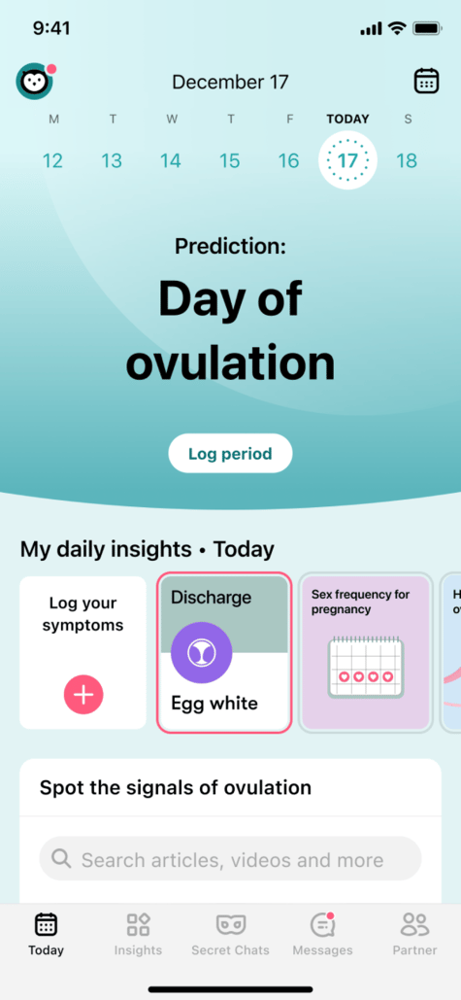 9:41
December 17
M T W T F TODAY S
12 13 14 15 16 17 18
Prediction:
Day of
ovulation
Log period
My daily insights • Today
Log your
symptoms
Discharge
Egg white
Sex frequency for
pregnancy
Spot the signals of ovulation
Search articles, videos and more
Today Insights Secret Chats Messages Partner